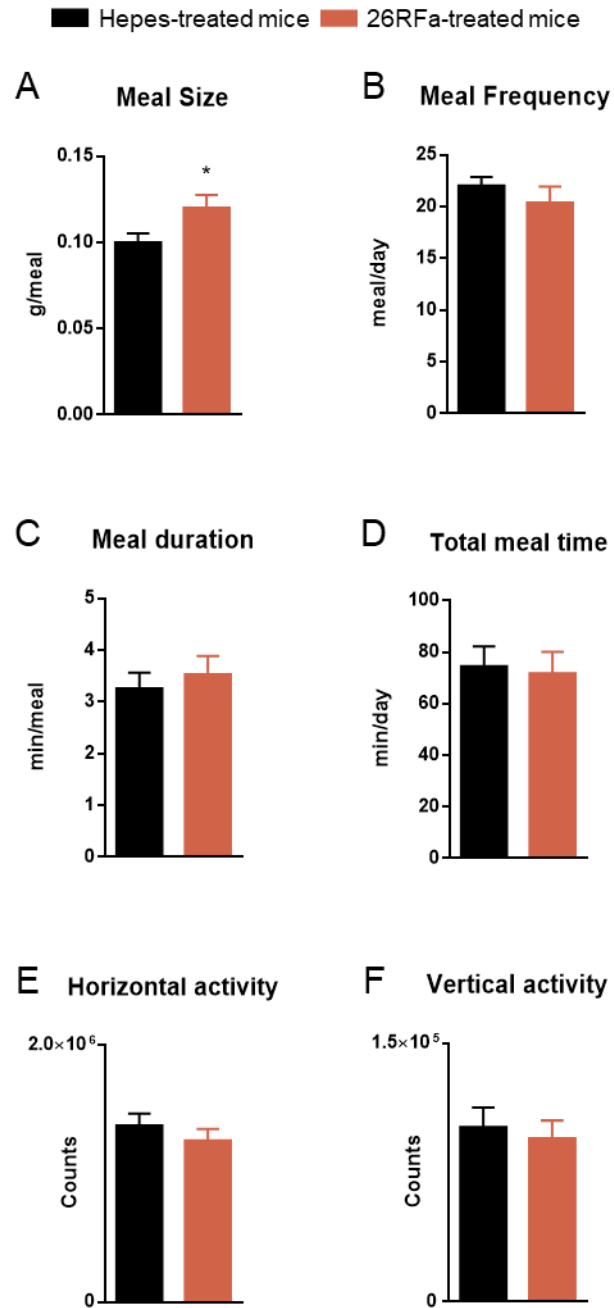 Hepes-treated mice 26RFa-treated mice
A Meal Size
B Meal Frequency
0.15
0.10
0.05
0.00
g/meal
*
25
20
15
10
5
0
meal/day
C Meal duration
D Total meal time
5
4
3
2
1
0
min/meal
100
80
60
40
20
0
min/day
E Horizontal activity
F Vertical activity
2.0×10⁶
0
Counts
1.5×10⁵
0
Counts